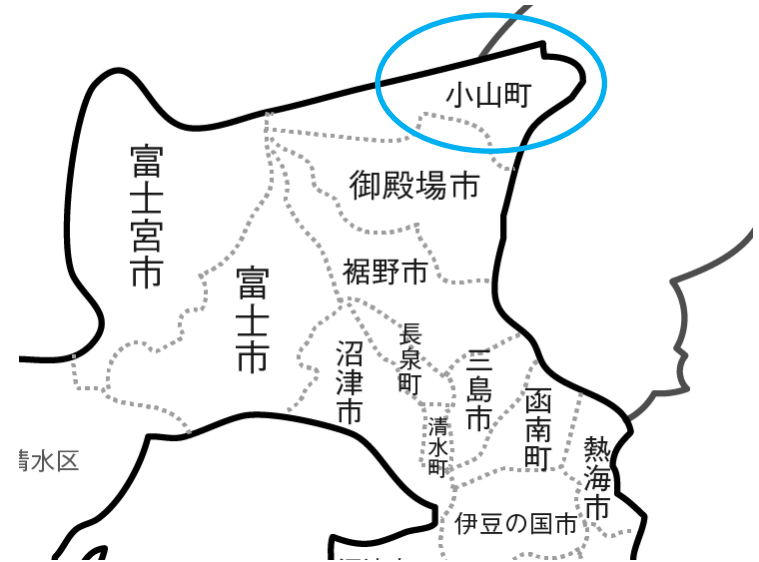 小山町
御殿場市
富士宮市
裾野市
富士市
長泉町
沼津市
三島市
函南町
清水町
熱海市
清水区
伊豆の国市